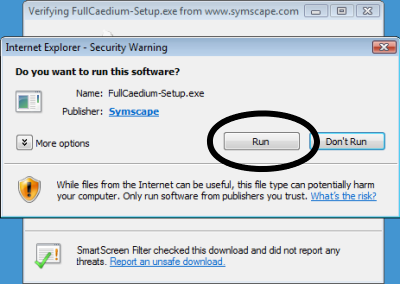 Verifying FullCaedium-Setup.exe from www.symscape.com
Internet Explorer - Security Warning
Do you want to run this software?
Name: FullCaedium-Setup.exe
Publisher: Symscape
More options
Run
Don't Run
While files from the Internet can be useful, this file type can potentially harm
your computer. Only run software from publishers you trust. What's the risk?
SmartScreen Filter checked this download and did not report any
threats. Report an unsafe download.